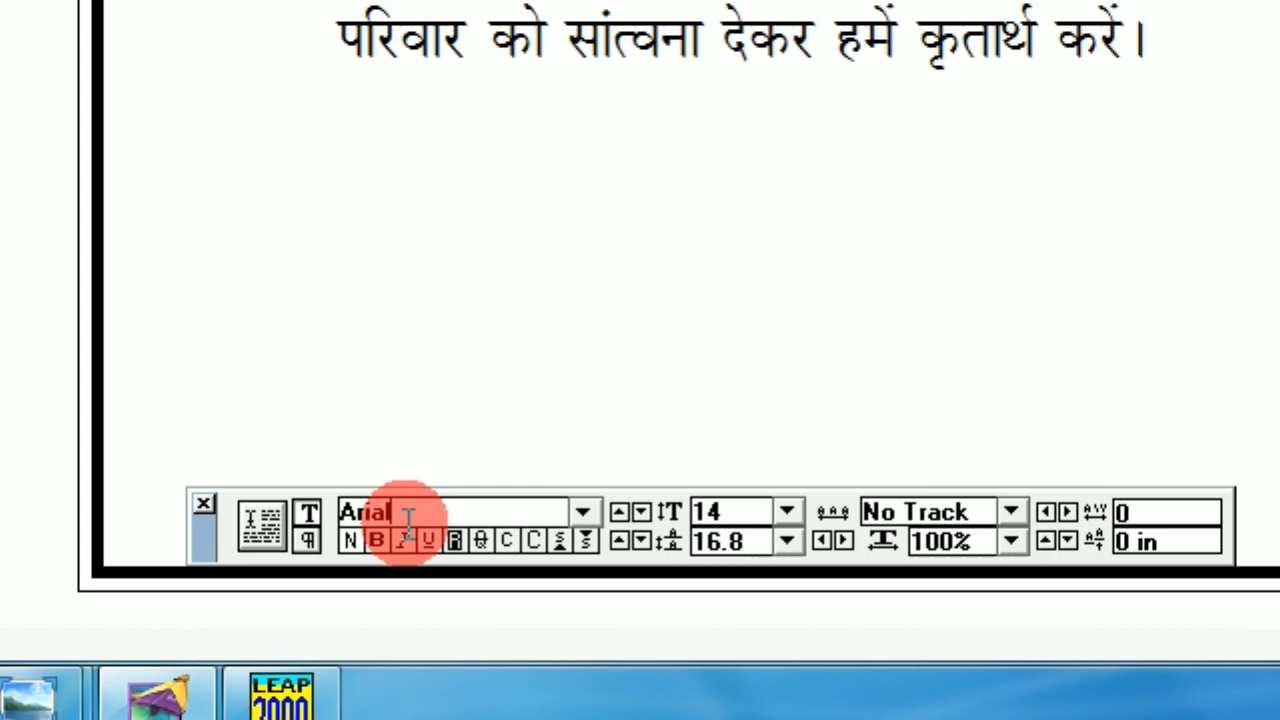 परिवार को सांत्वना देकर हमें कृतार्थ करें।
T Arial T 14 No Track 0
N B I U R C C S S 16.8 T 100% 0 in
LEAP
2000